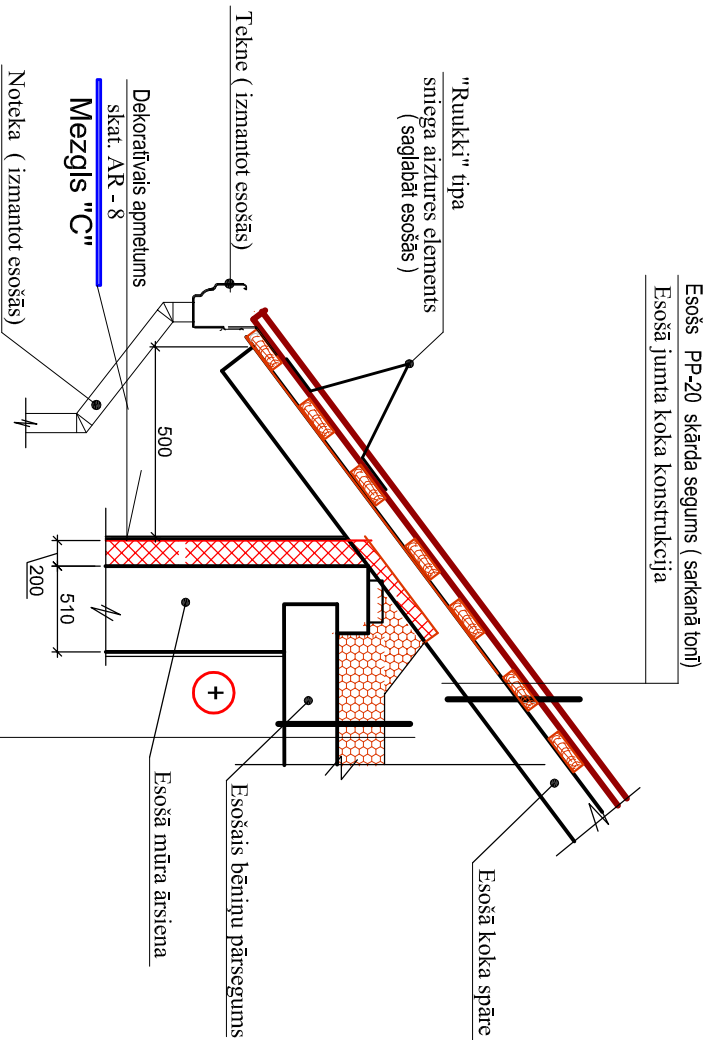 Esošs PP-20 skārda segums ( sarkanā tonī)
Esošā jumta koka konstrukcija
"Ruukki" tipa
sniega aiztures elements
( saglabāt esošās )
Tekne ( izmantot esošās)
Dekoratīvais apmetums
skat. AR - 8
Mezgls "C"
Noteka ( izmantot esošās)
500
200
510
+
Esošā koka spāre
Esošais bēniņu pārsegums
Esošā mūra ārsiena